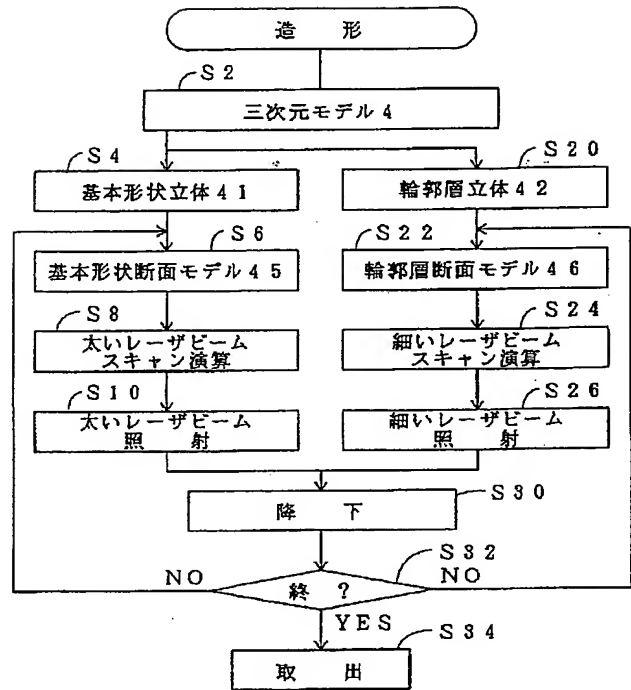 造 形
S2
三次元モデル4
S4
基本形状立体41
S20
輪郭層立体42
S6
基本形状断面モデル45
S22
輪郭層断面モデル46
S8
太いレーザビーム
スキャン演算
S24
細いレーザビーム
スキャン演算
S10
太いレーザビーム
照 射
S26
細いレーザビーム
照 射
S30
降 下
S32
NO
終 ?
NO
YES
S34
取 出